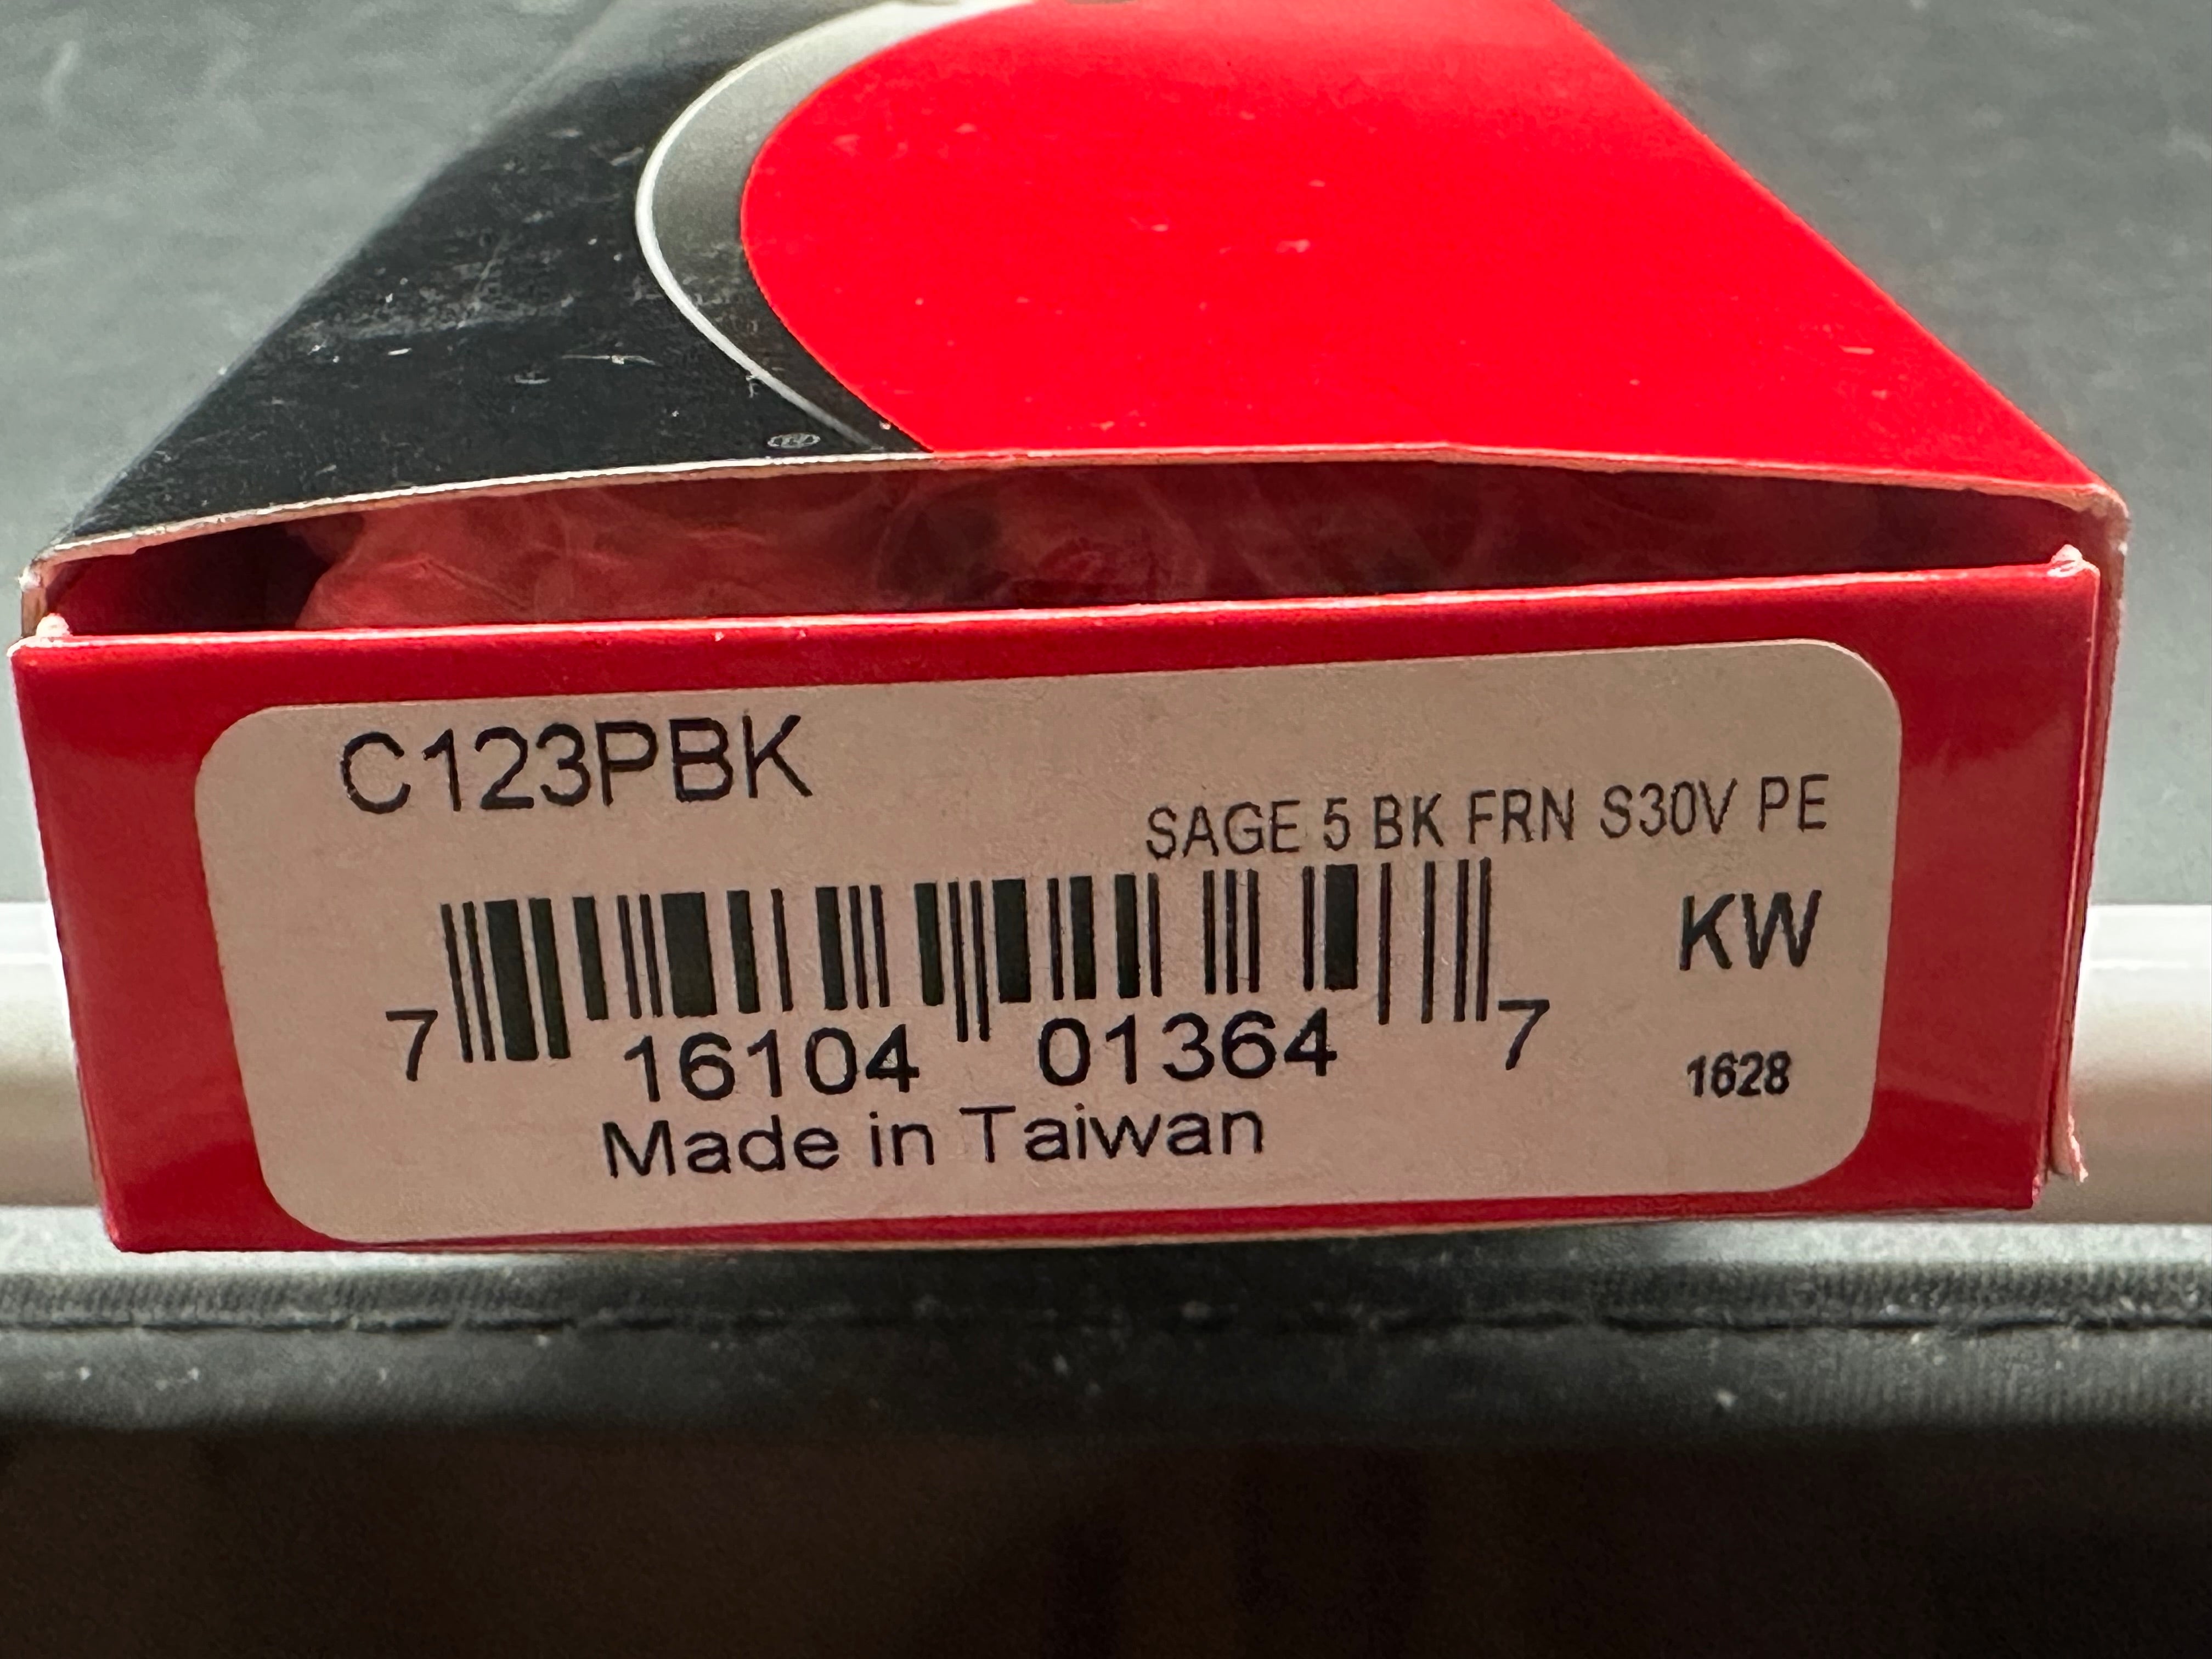 C123PBK
SAGE 5 BK FRN S30V PE
KW
7 16104 01364 7
1628
Made in Taiwan